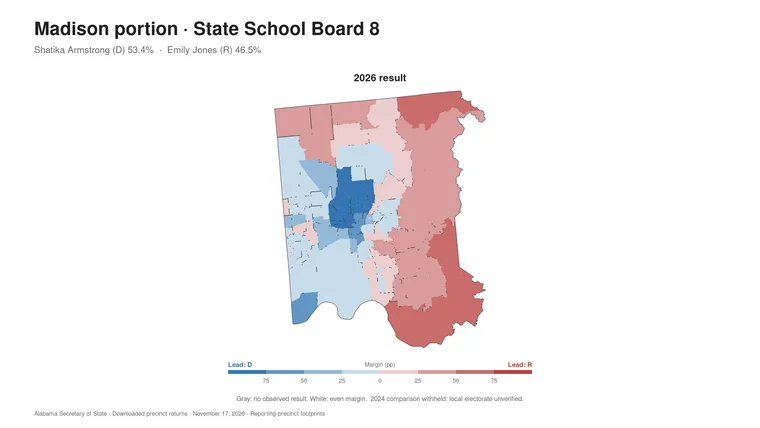 Madison portion · State School Board 8
Shatika Armstrong (D) 53.4% · Emily Jones (R) 46.5%
2026 result
Lead: D Margin (pp) Lead: R
75 50 25 0 25 50 75
Gray: no observed result. White: even margin. 2024 comparison withheld: local electorate unverified.
Alabama Secretary of State · Downloaded precinct returns · November 17, 2026 · Reporting-precinct footprints